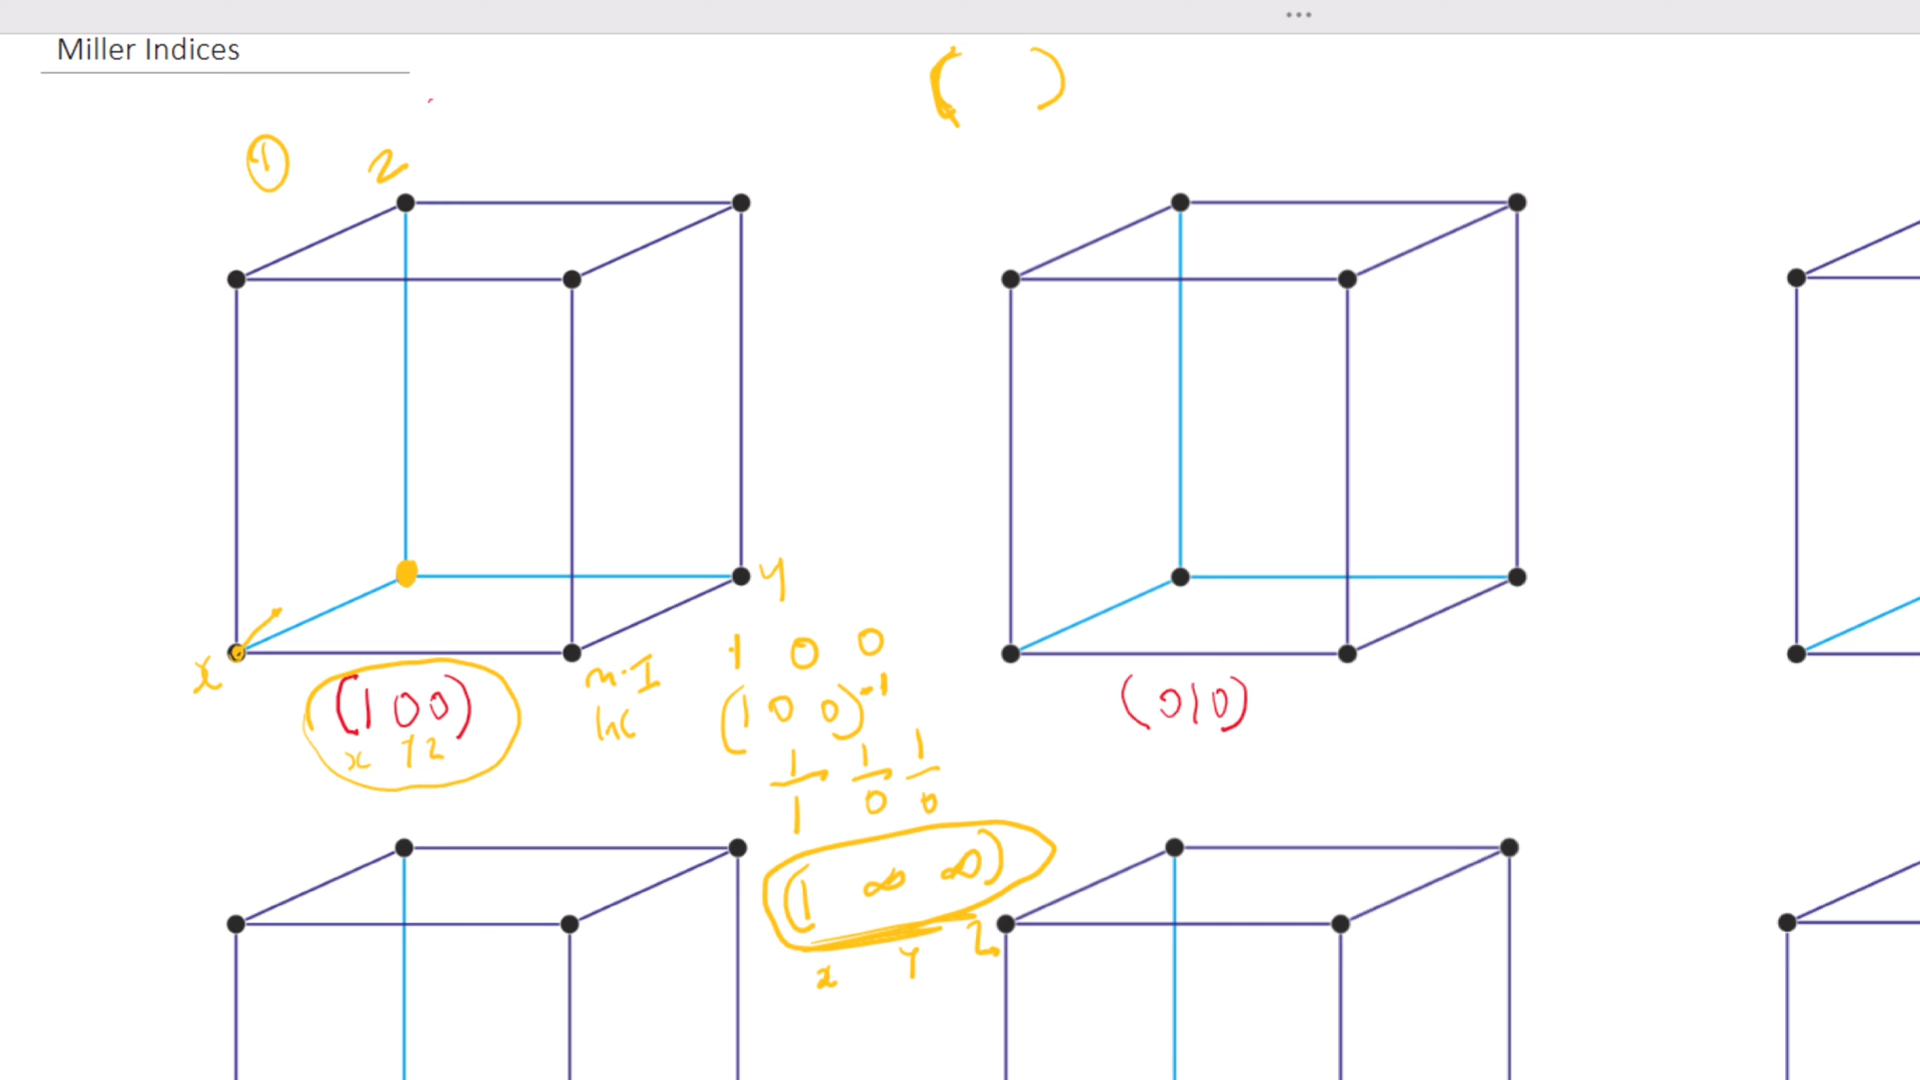 Miller Indices
( )
① z
y
x
(1 0 0)
x y z
m.I
1 0 0
(1 0 0)⁻¹
1/1 1/0 1/0
(1 ∞ ∞)
x y z
(0 1 0)